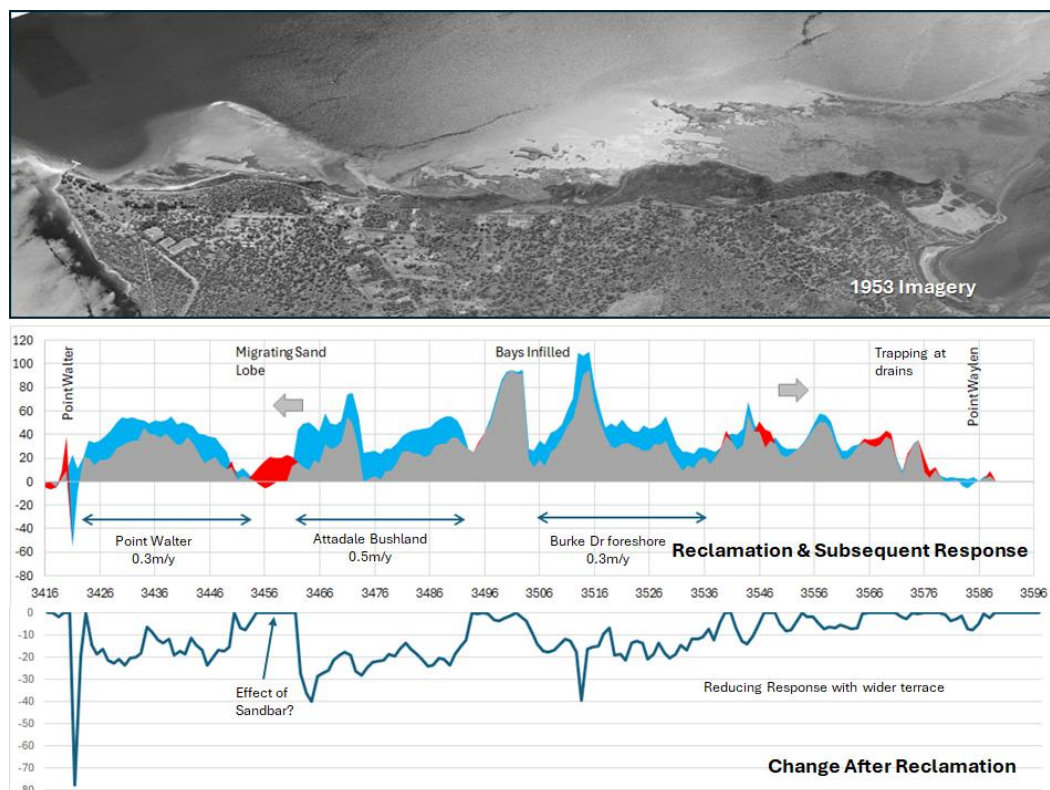 1953 Imagery
120
100
80
60
40
20
0
-20
-40
-60
-80
Point Walter
Migrating Sand
Lobe
Bays Infilled
Trapping at
drains
Point Waylen
Point Walter
0.3m/y
Attadale Bushland
0.5m/y
Burke Dr foreshore
0.3m/y
Reclamation & Subsequent Response
3416 3426 3436 3446 3456 3466 3476 3486 3496 3506 3516 3526 3536 3546 3556 3566 3576 3586 3596
0
-10
-20
-30
-40
-50
-60
-70
-80
Effect of
Sandbar?
Reducing Response with wider terrace
Change After Reclamation